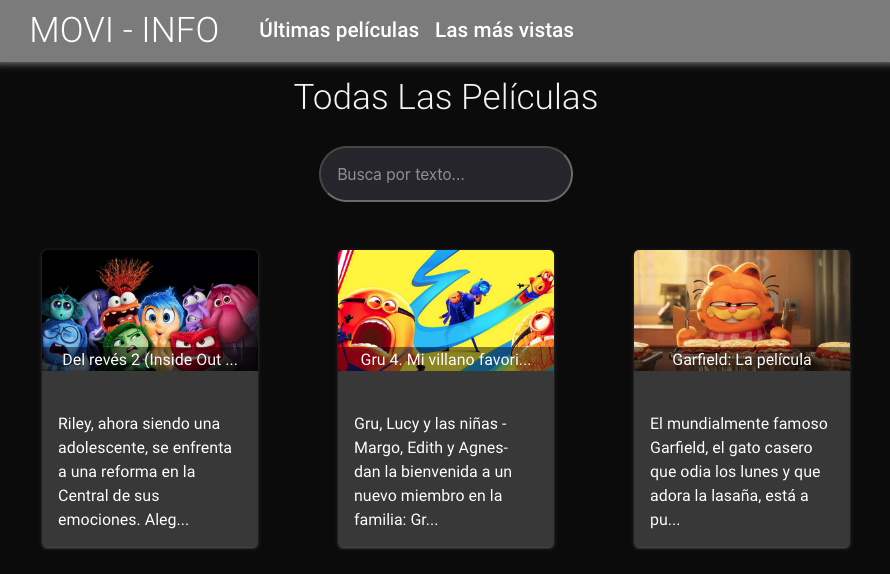 MOVI - INFO Últimas películas Las más vistas
Todas Las Películas
Busca por texto...
Del revés 2 (Inside Out ...
Riley, ahora siendo una
adolescente, se enfrenta
a una reforma en la
Central de sus
emociones. Aleg...
Gru 4. Mi villano favori...
Gru, Lucy y las niñas -
Margo, Edith y Agnes-
dan la bienvenida a un
nuevo miembro en la
familia: Gr...
Garfield: La película
El mundialmente famoso
Garfield, el gato casero
que odia los lunes y que
adora la lasaña, está a
pu...